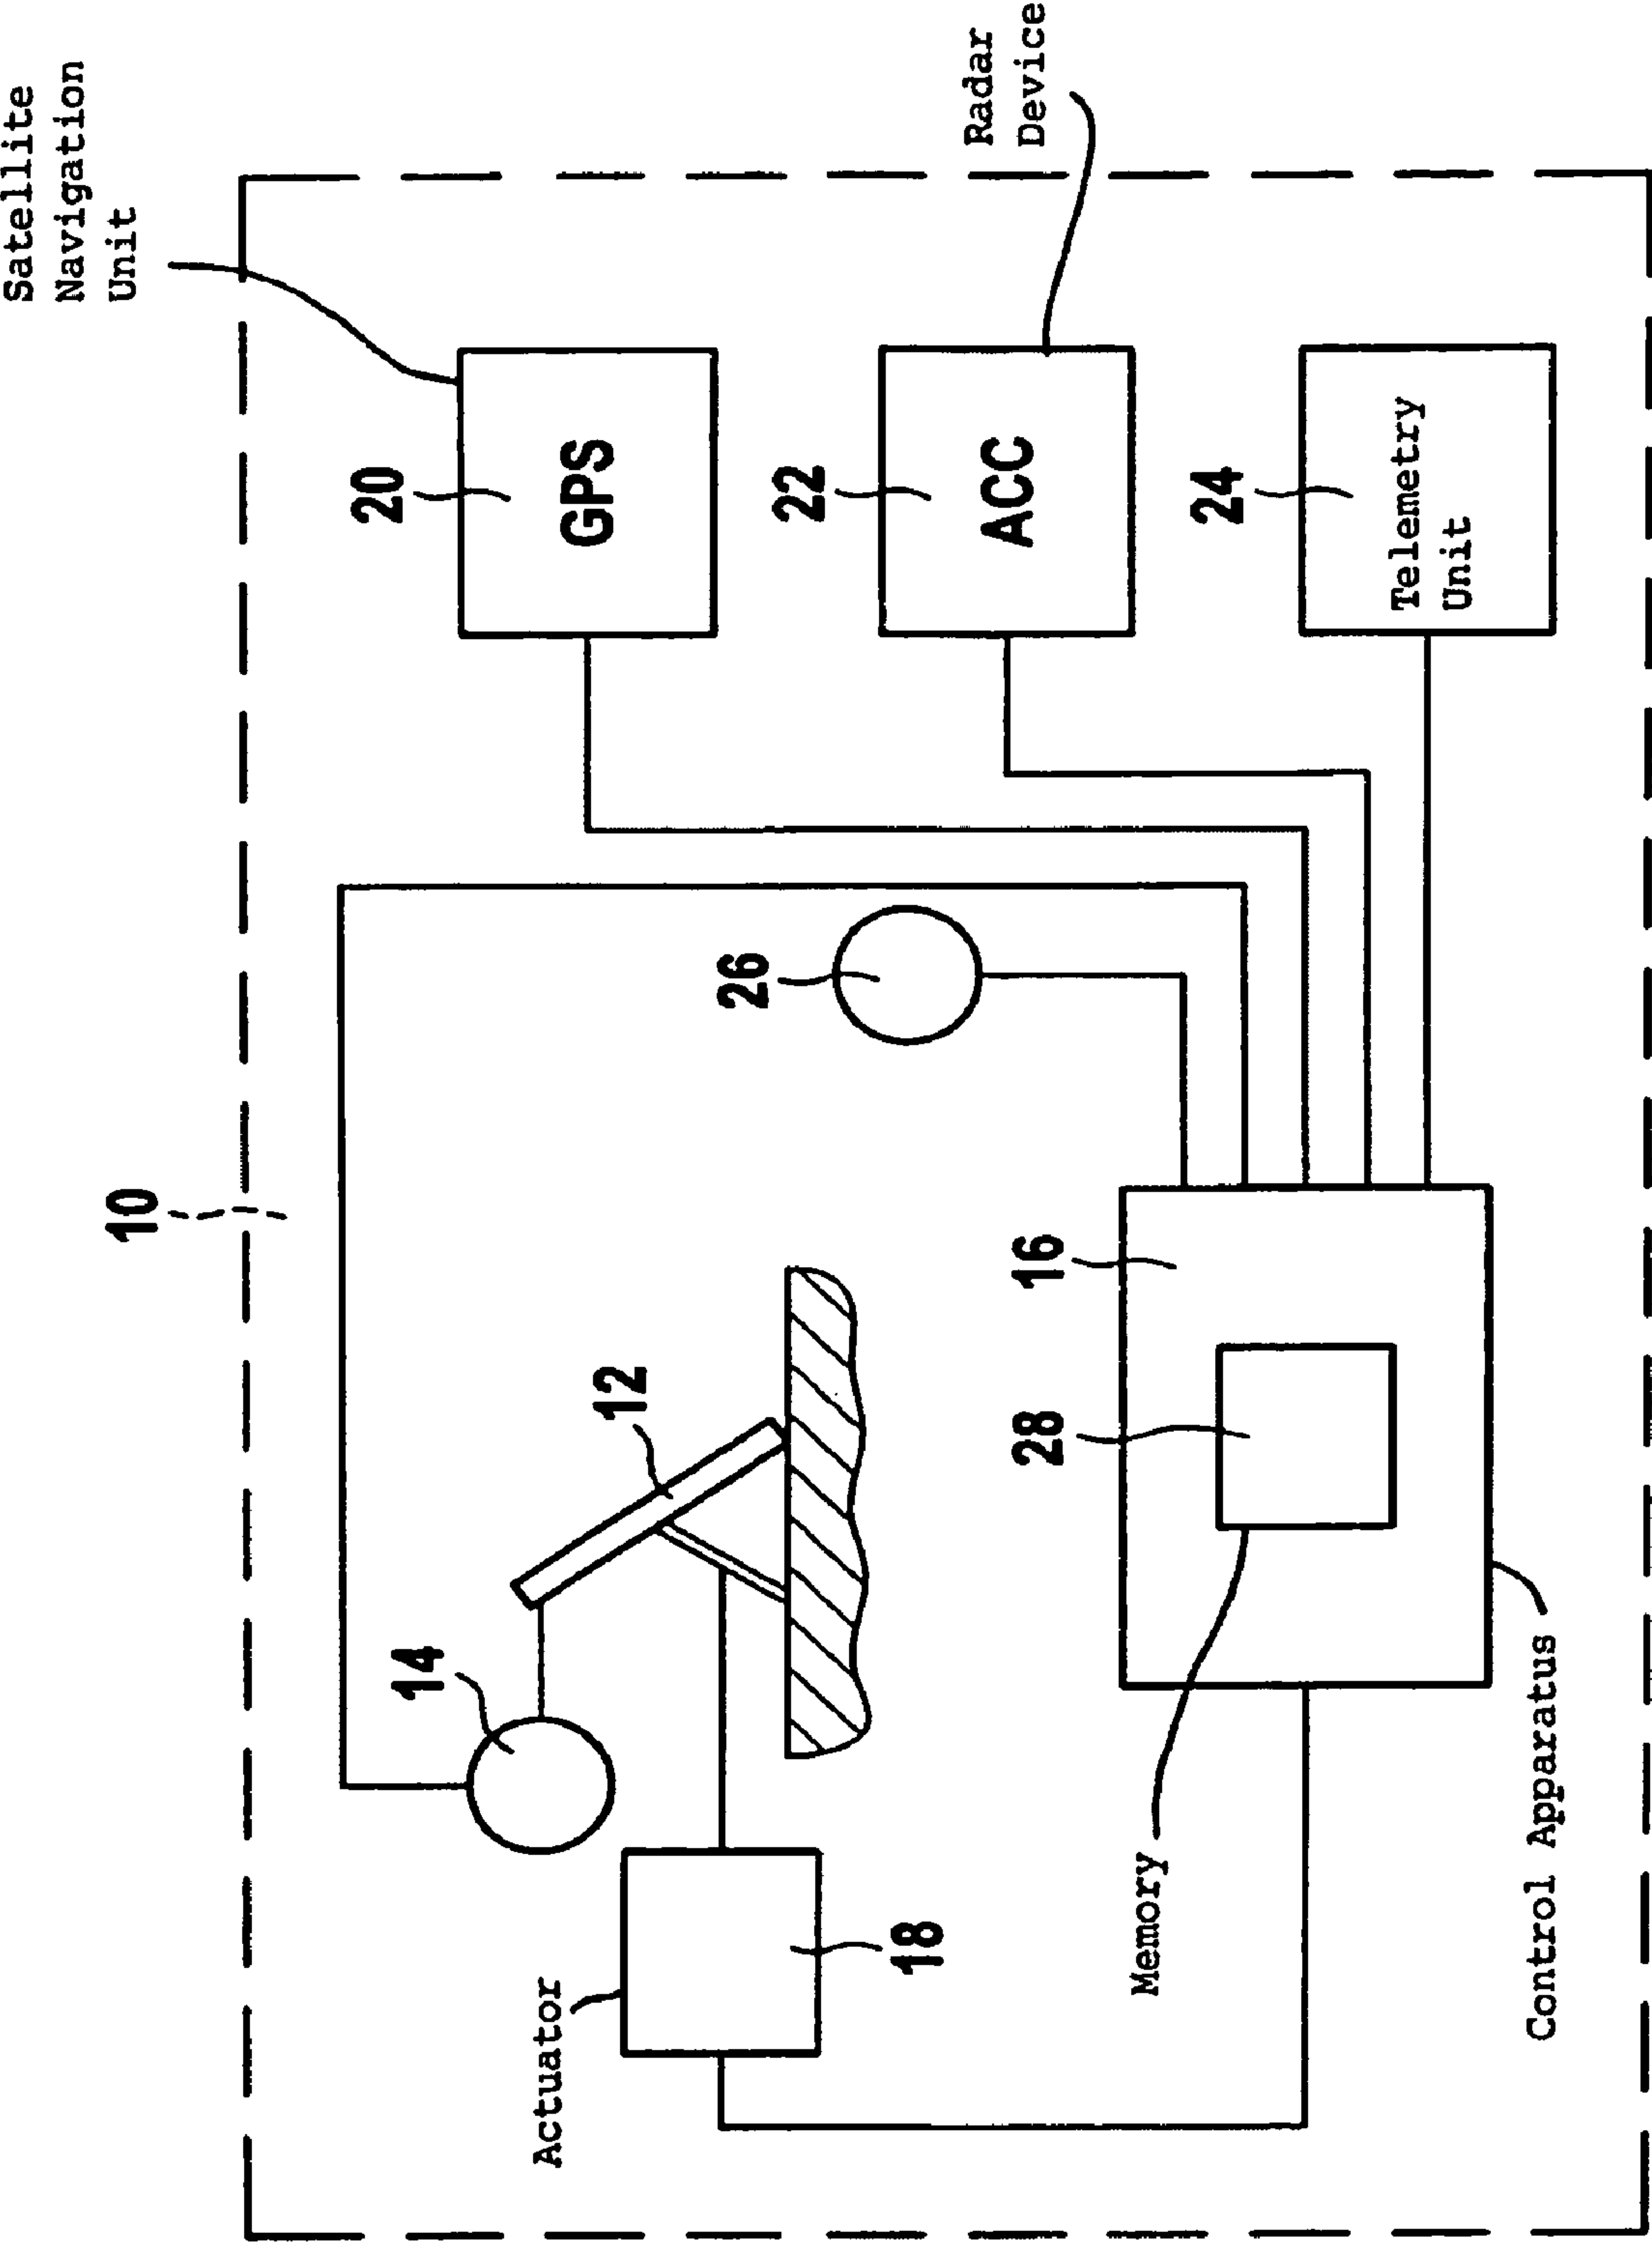 Satellite
Navigation
Unit
Radar
Device
10
20
GPS
22
ACC
24
Telemetry
Unit
26
12
14
16
28
18
Actuator
Memory
Control Apparatus